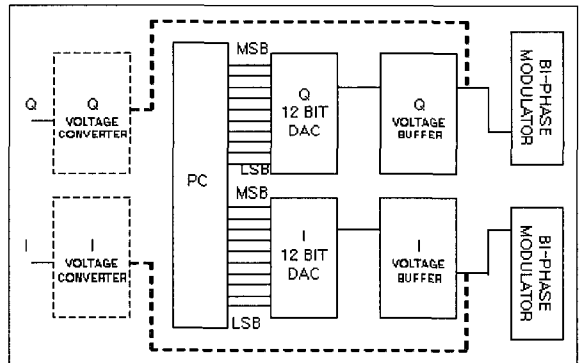 Q
Q
VOLTAGE
CONVERTER
PC
MSB
LSB
Q
12 BIT
DAC
Q
VOLTAGE
BUFFER
BI-PHASE
MODULATOR
I
I
VOLTAGE
CONVERTER
MSB
LSB
I
12 BIT
DAC
I
VOLTAGE
BUFFER
BI-PHASE
MODULATOR